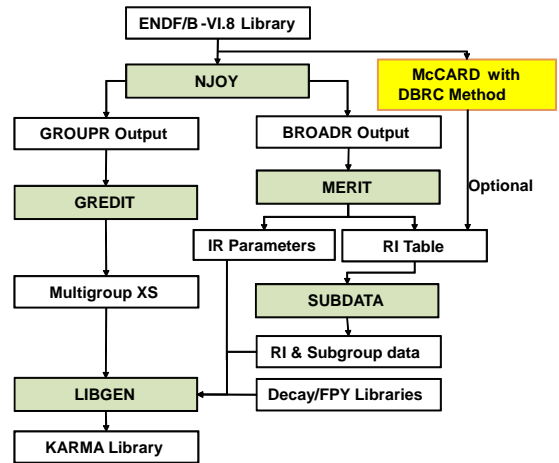 ENDF/B -VI.8 Library
NJOY
McCARD with
DBRC Method
GROUPR Output
BROADR Output
GREDIT
MERIT
Optional
IR Parameters
RI Table
Multigroup XS
SUBDATA
RI & Subgroup data
LIBGEN
Decay/FPY Libraries
KARMA Library